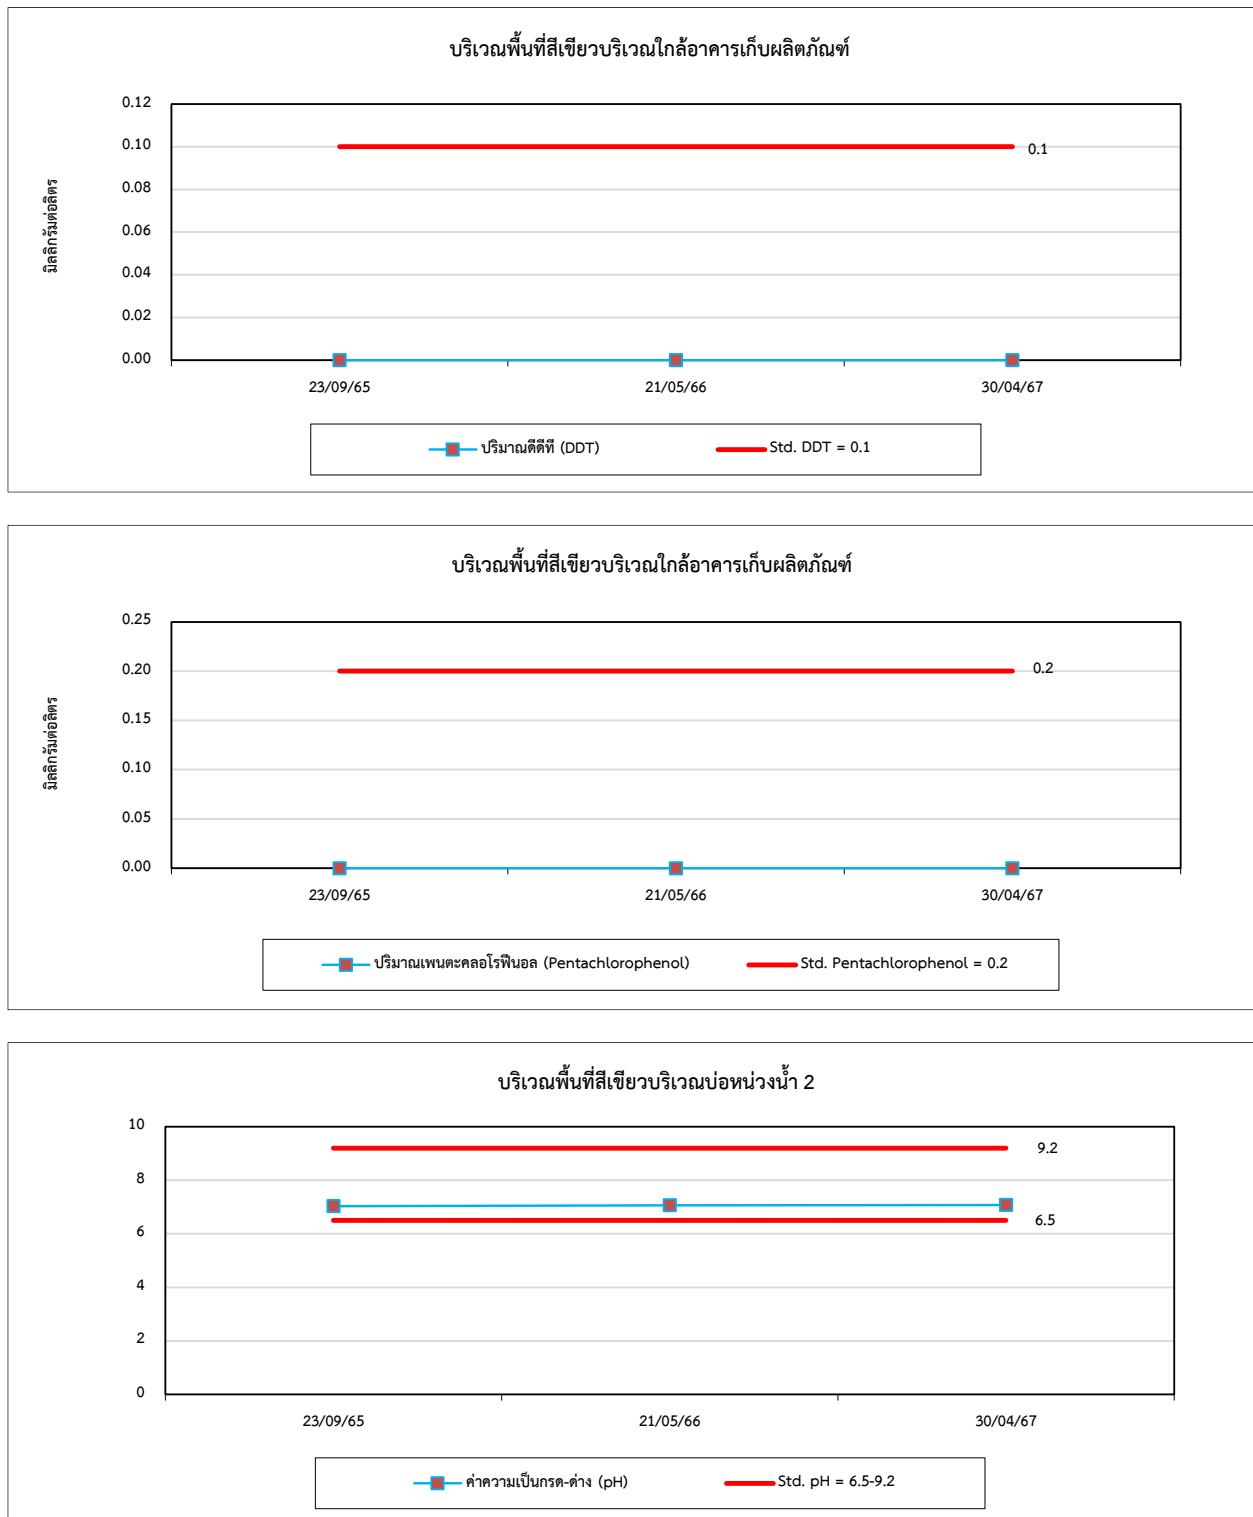 บริเวณพื้นที่สีเขียวบริเวณใกล้อาคารเก็บผลิตภัณฑ์
มิลลิกรัมต่อลิตร
0.12
0.10
0.08
0.06
0.04
0.02
0.00
0.1
23/09/65 21/05/66 30/04/67
ปริมาณดีดีที (DDT) Std. DDT = 0.1
บริเวณพื้นที่สีเขียวบริเวณใกล้อาคารเก็บผลิตภัณฑ์
มิลลิกรัมต่อลิตร
0.25
0.20
0.15
0.10
0.05
0.00
0.2
23/09/65 21/05/66 30/04/67
ปริมาณเพนตะคลอโรฟีนอล (Pentachlorophenol) Std. Pentachlorophenol = 0.2
บริเวณพื้นที่สีเขียวบริเวณบ่อหน่วงน้ำ 2
10
8
6
4
2
0
9.2
6.5
23/09/65 21/05/66 30/04/67
ค่าความเป็นกรด-ด่าง (pH) Std. pH = 6.5-9.2